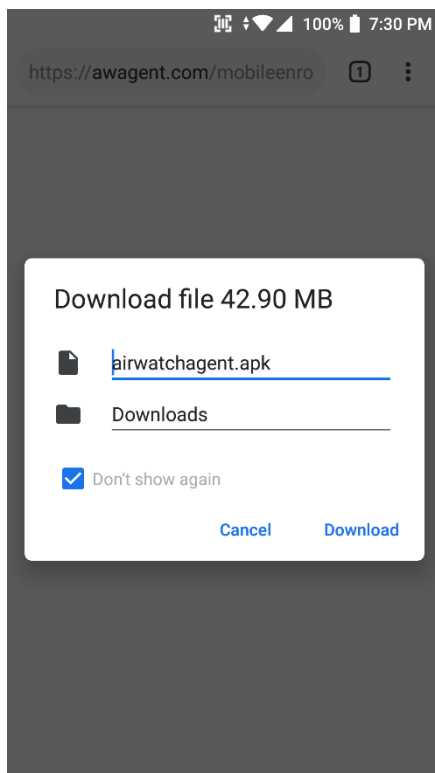 100% 7:30 PM
https://awagent.com/mobileenro 1
Download file 42.90 MB
airwatchagent.apk
Downloads
Don't show again
Cancel Download